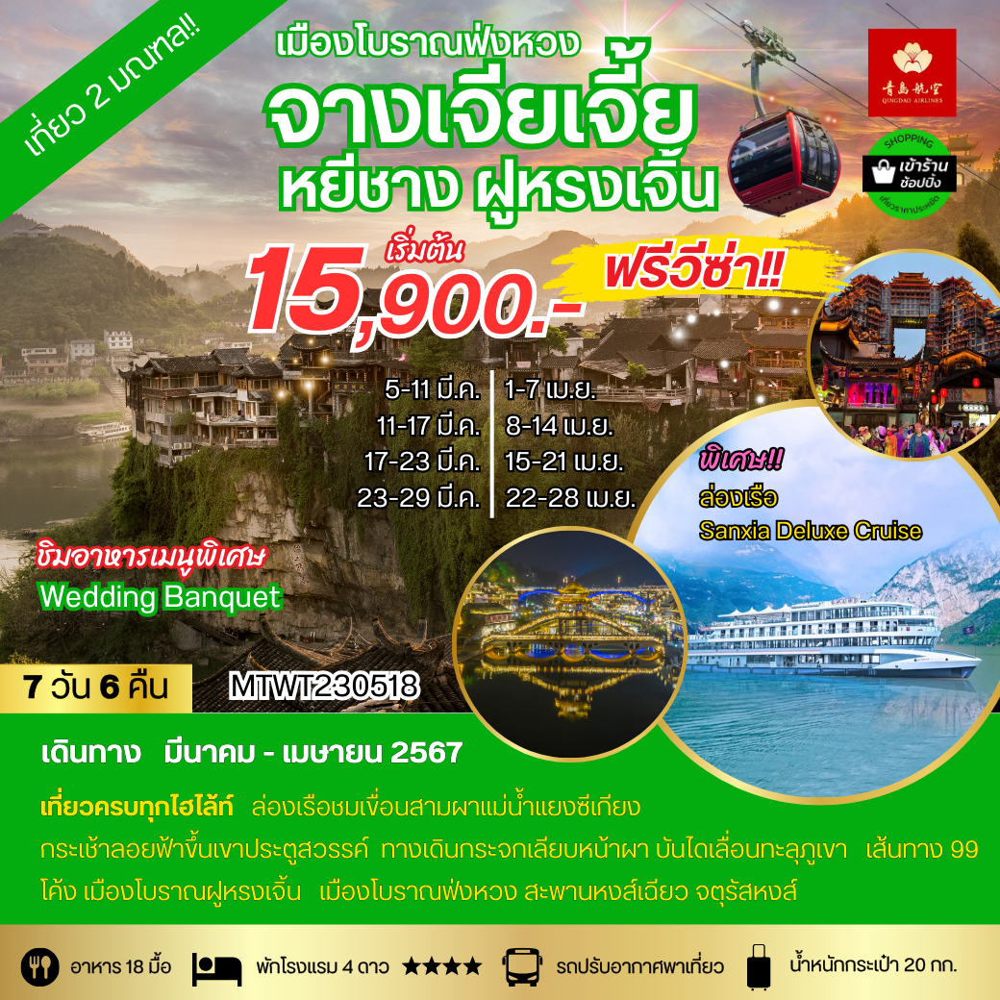 เที่ยว 2 มณฑล!!
เมืองโบราณฟ่งหวง
จางเจียเจี้ย
หยีชาง ฝูหรงเจิ้น
青岛航空
QINGDAO AIRLINES
SHOPPING
เข้าร้าน
ช้อปปิ้ง
เที่ยวราคาประหยัด
เริ่มต้น
15,900.-
ฟรีวีซ่า!!
5-11 มี.ค.
11-17 มี.ค.
17-23 มี.ค.
23-29 มี.ค.
1-7 เม.ย.
8-14 เม.ย.
15-21 เม.ย.
22-28 เม.ย.
พิเศษ!!
ล่องเรือ
Sanxia Deluxe Cruise
ชิมอาหารเมนูพิเศษ
Wedding Banquet
7 วัน 6 คืน
MTWT230518
เดินทาง มีนาคม - เมษายน 2567
เที่ยวครบทุกไฮไล้ท์ ล่องเรือชมเขื่อนสามผาแม่น้ำแยงซีเกียง
กระเช้าลอยฟ้าขึ้นเขาประตูสวรรค์ ทางเดินกระจกเลียบหน้าผา บันไดเลื่อนทะลุภูเขา เส้นทาง 99
โค้ง เมืองโบราณฝูหรงเจิ้น เมืองโบราณฟ่งหวง สะพานหงส์เฉียว จตุรัสหงส์
อาหาร 18 มื้อ
พักโรงแรม 4 ดาว
รถปรับอากาศพาเที่ยว
น้ำหนักกระเป๋า 20 กก.